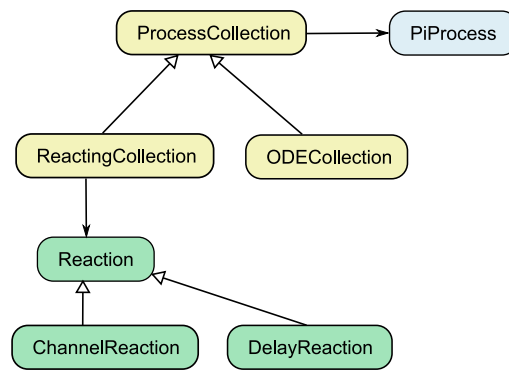 ProcessCollection
PiProcess
ReactingCollection
ODECollection
Reaction
ChannelReaction
DelayReaction